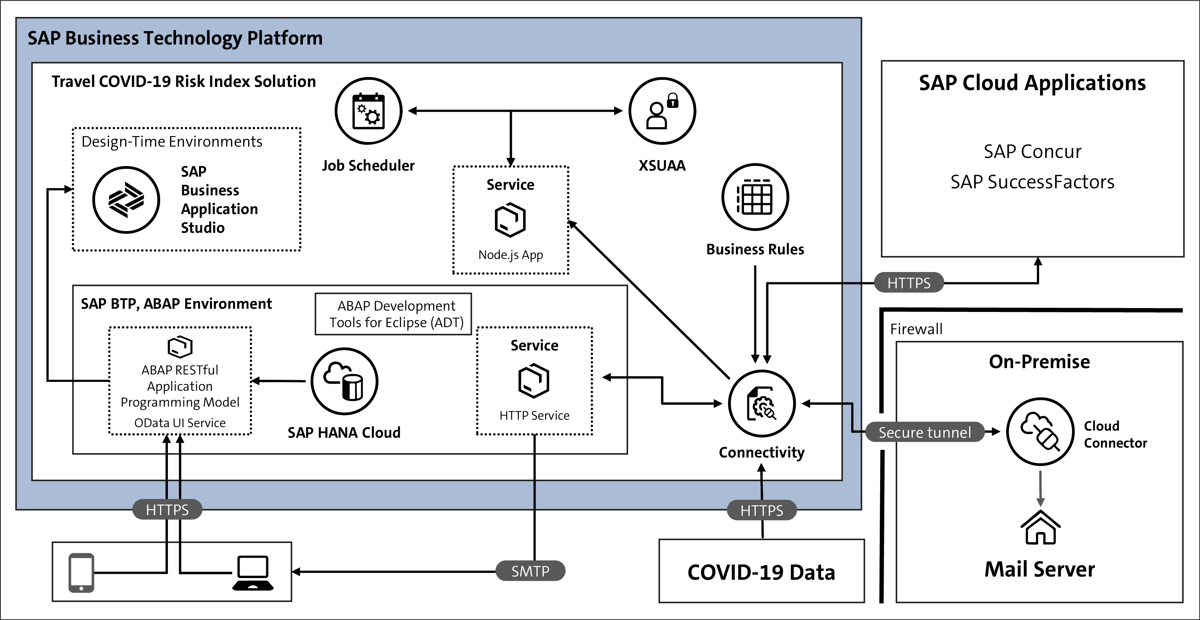 SAP Business Technology Platform
Travel COVID-19 Risk Index Solution
Job Scheduler
XSUAA
Design-Time Environments
SAP
Business
Application
Studio
Service
Node.js App
Business Rules
SAP Cloud Applications
SAP Concur
SAP SuccessFactors
HTTPS
SAP BTP, ABAP Environment
ABAP Development
Tools for Eclipse (ADT)
ABAP RESTful
Application
Programming Model
OData UI Service
SAP HANA Cloud
Service
HTTP Service
Connectivity
Firewall
On-Premise
Secure tunnel
Cloud
Connector
Mail Server
HTTPS
HTTPS
SMTP
COVID-19 Data